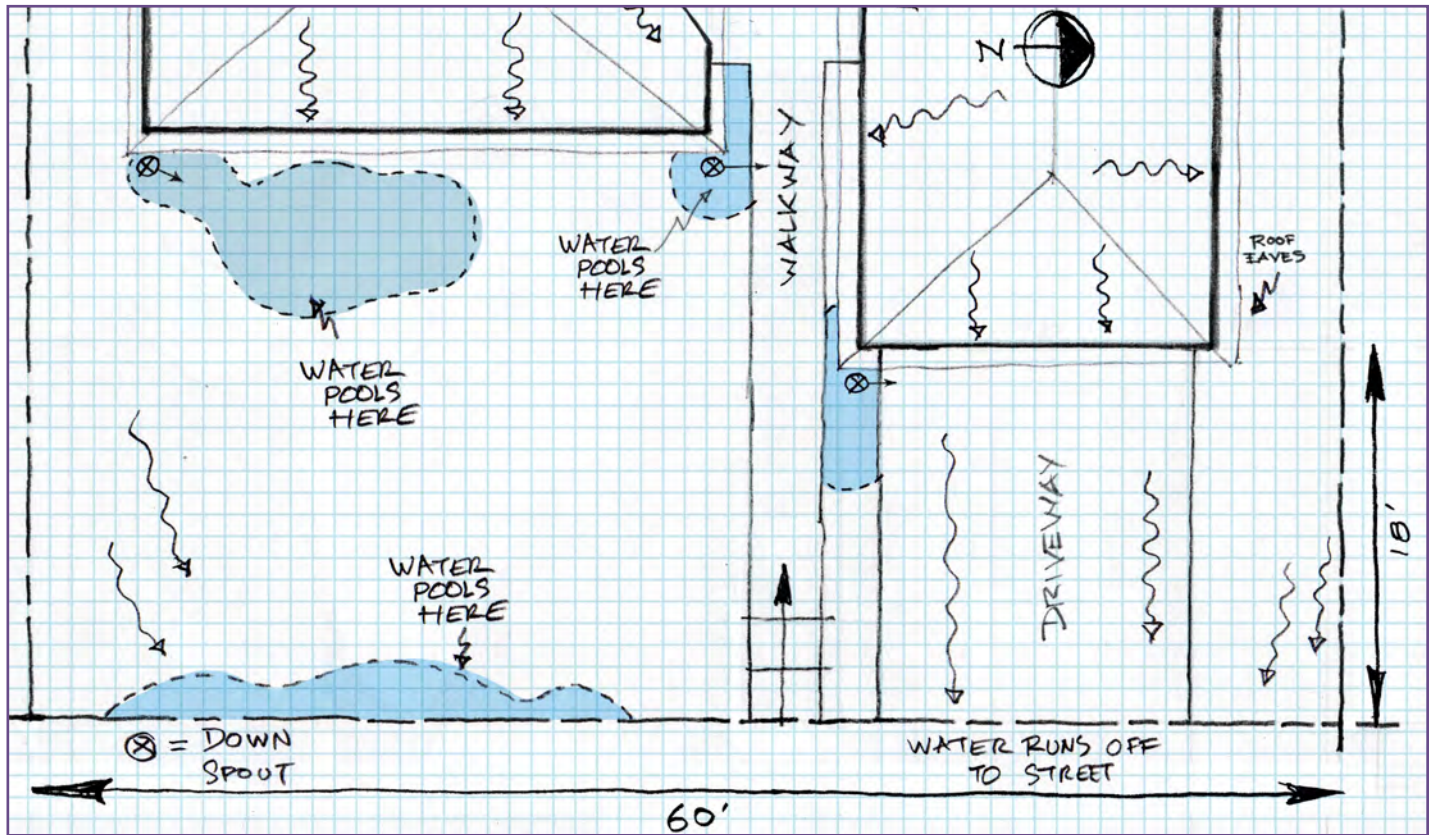 N
WALKWAY
WATER
POOLS
HERE
ROOF
EAVES
WATER
POOLS
HERE
18'
DRIVEWAY
WATER
POOLS
HERE
= DOWN
SPOUT
WATER RUNS OFF
TO STREET
60'